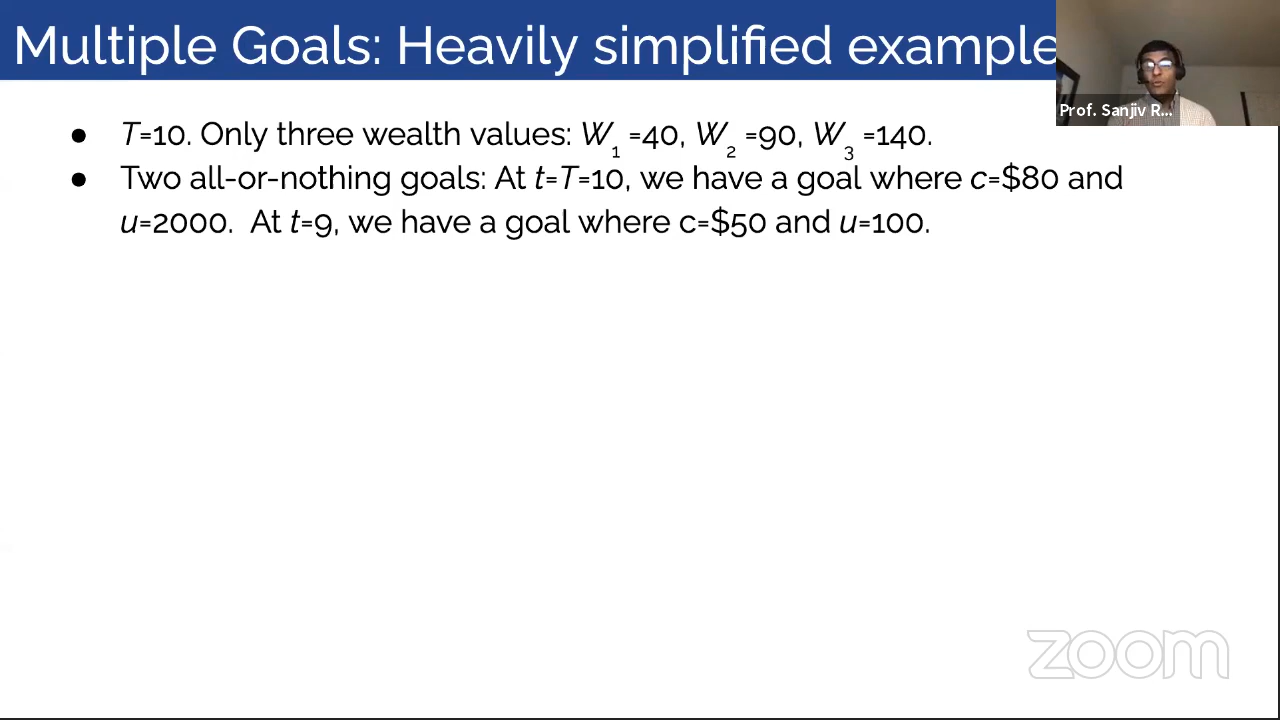 Multiple Goals: Heavily simplified example
Prof. Sanjiv R...
● T=10. Only three wealth values: W₁ =40, W₂ =90, W₃ =140.
● Two all-or-nothing goals: At t=T=10, we have a goal where c=$80 and
u=2000. At t=9, we have a goal where c=$50 and u=100.
zoom